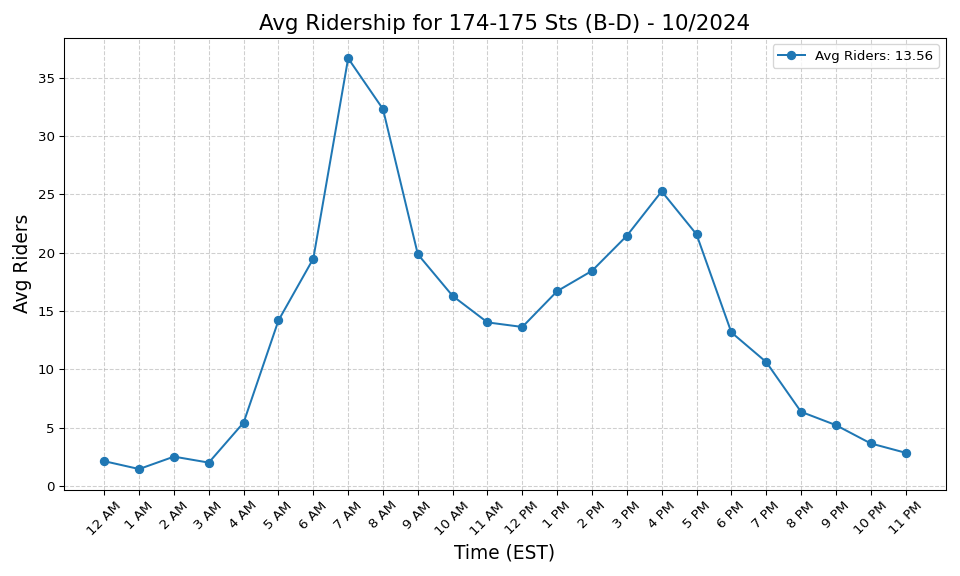 Avg Ridership for 174-175 Sts (B-D) - 10/2024
Avg Riders: 13.56
Avg Riders
35
30
25
20
15
10
5
0
12 AM
1 AM
2 AM
3 AM
4 AM
5 AM
6 AM
7 AM
8 AM
9 AM
10 AM
11 AM
12 PM
1 PM
2 PM
3 PM
4 PM
5 PM
6 PM
7 PM
8 PM
9 PM
10 PM
11 PM
Time (EST)